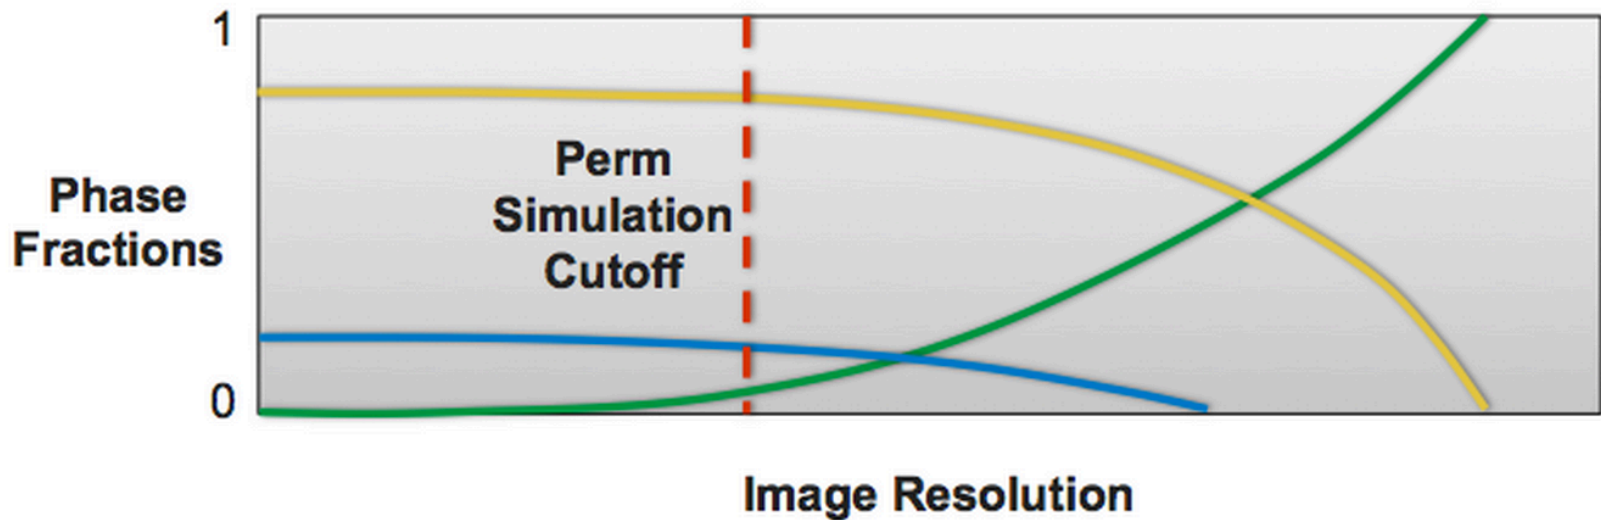 1
Perm
Simulation
Cutoff
Phase
Fractions
0
Image Resolution